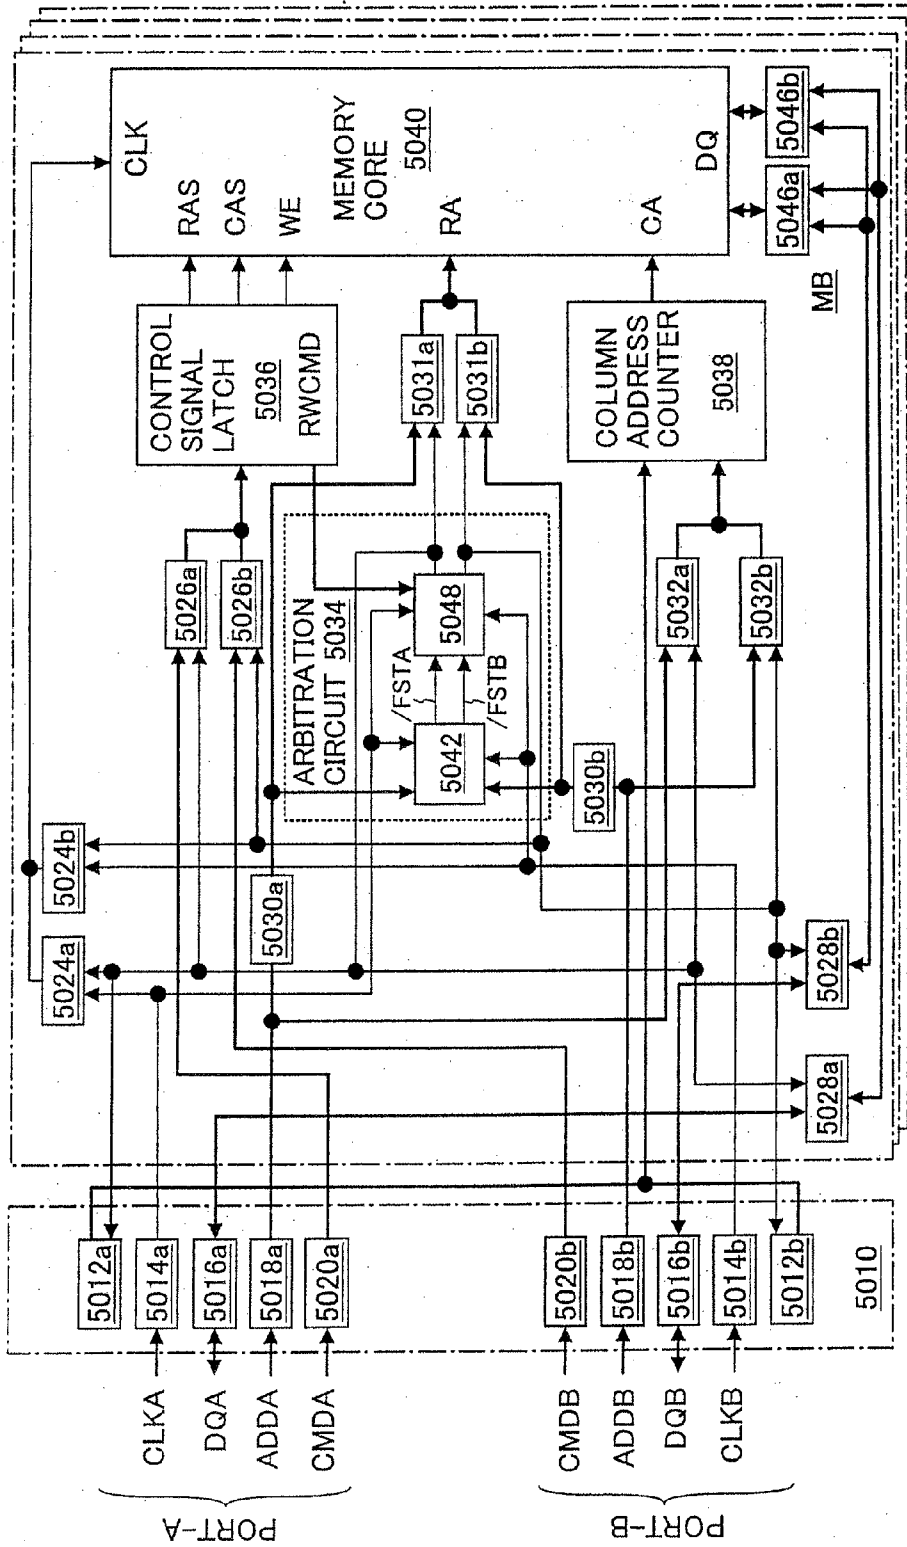 PORT-A
CLKA
DQA
ADDA
CMDA
PORT-B
CMDB
ADDB
DQB
CLKB
5012a
5014a
5016a
5018a
5020a
5020b
5018b
5016b
5014b
5012b
5010
5024a
5024b
5030a
5030b
5028a
5028b
5026a
5026b
ARBITRATION
CIRCUIT 5034
5042
/FSTA
/FSTB
5048
5032a
5032b
CONTROL
SIGNAL
LATCH
5036
RWCMD
5031a
5031b
COLUMN
ADDRESS
COUNTER
5038
MB
CLK
RAS
CAS
WE
MEMORY
CORE
5040
RA
CA
DQ
5046a
5046b